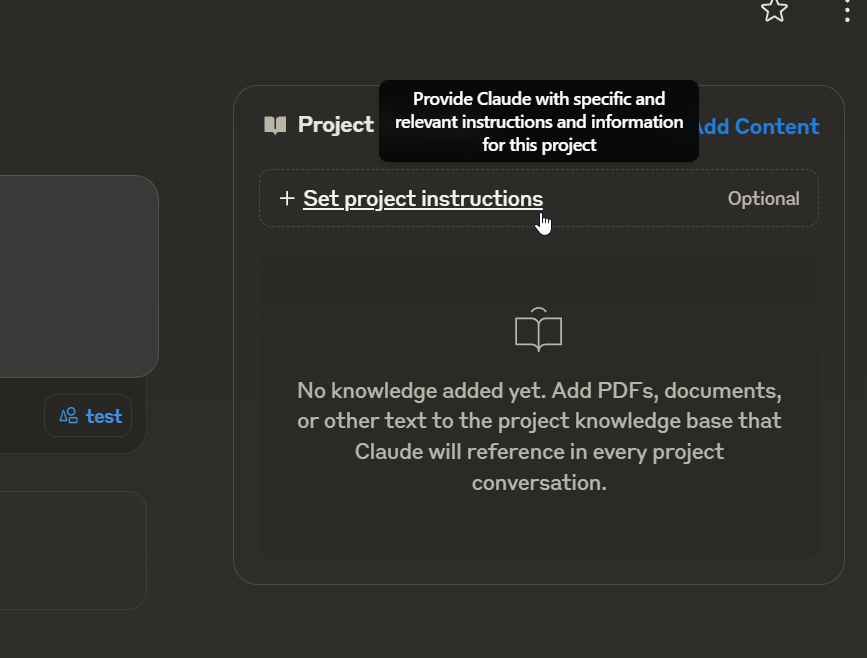 Provide Claude with specific and
relevant instructions and information
for this project
Project
dd Content
+ Set project instructions
Optional
No knowledge added yet. Add PDFs, documents,
or other text to the project knowledge base that
Claude will reference in every project
conversation.
test